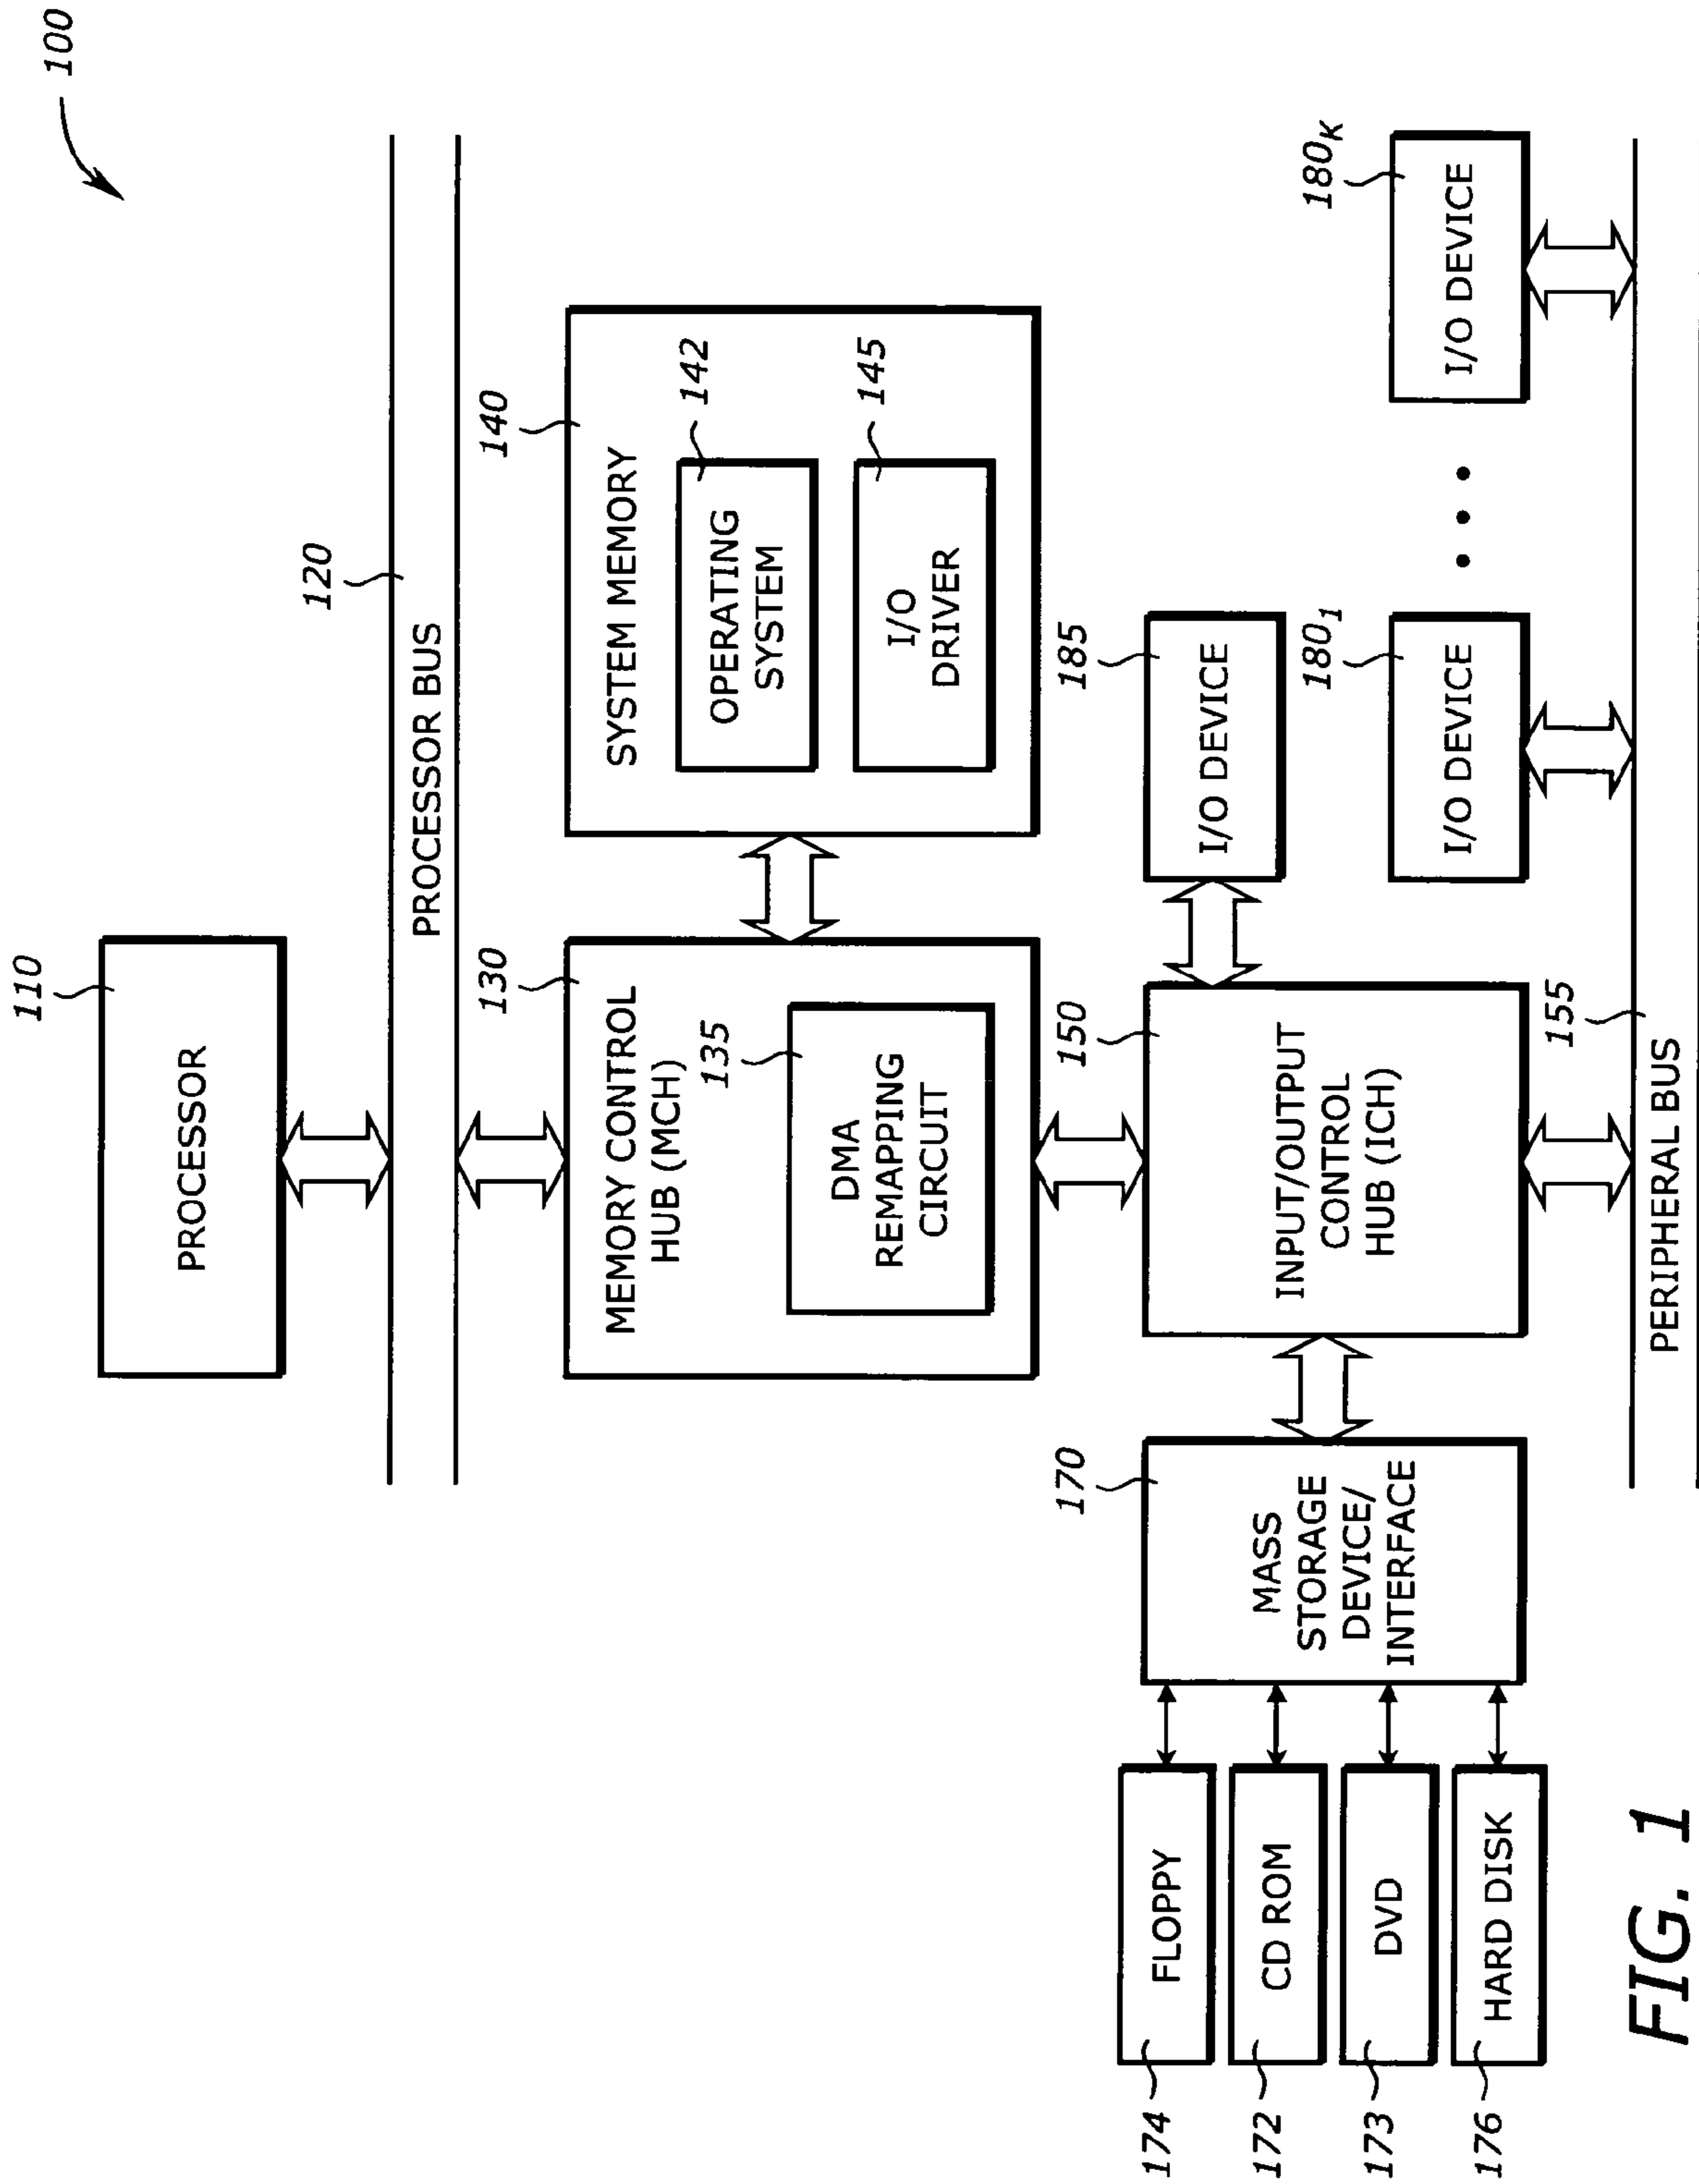 100
110
PROCESSOR
120
PROCESSOR BUS
130
MEMORY CONTROL
HUB (MCH)
135
DMA
REMAPPING
CIRCUIT
140
SYSTEM MEMORY
OPERATING
SYSTEM
142
I/O
DRIVER
145
170
MASS
STORAGE
DEVICE/
INTERFACE
150
INPUT/OUTPUT
CONTROL
HUB (ICH)
185
I/O DEVICE
180₁
I/O DEVICE
• • •
180K
I/O DEVICE
174
FLOPPY
172
CD ROM
173
DVD
176
HARD DISK
155
PERIPHERAL BUS
FIG. 1